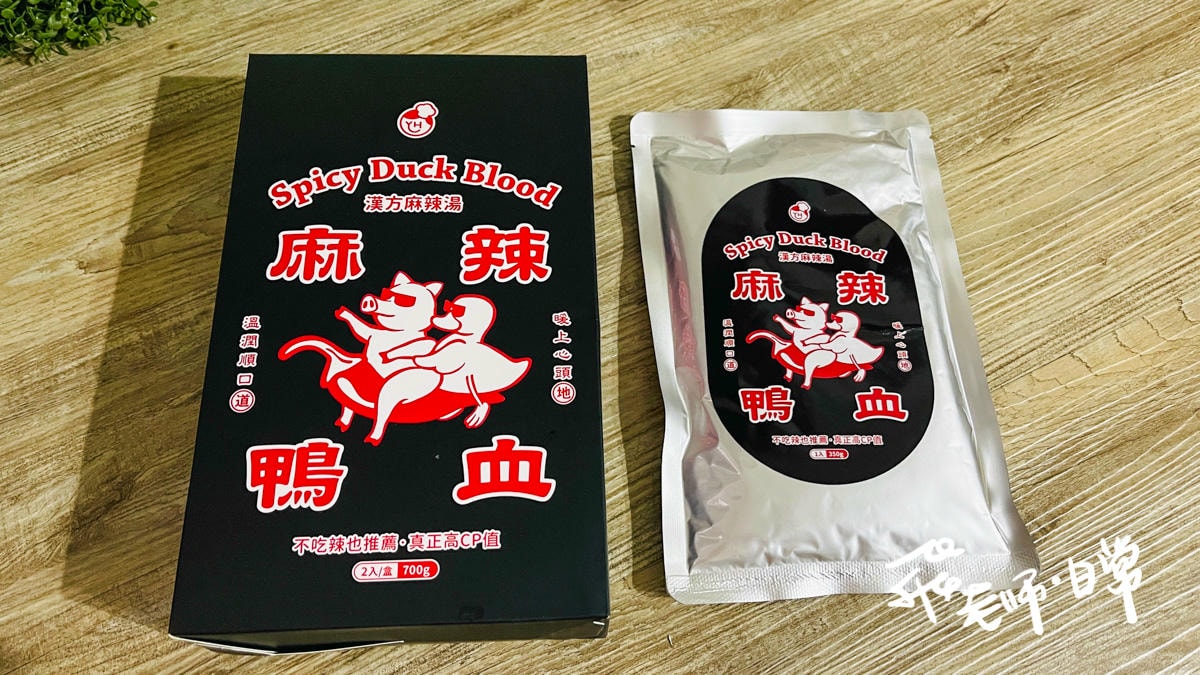 YH
Spicy Duck Blood
漢方麻辣湯
麻辣
溫潤順口道
暖上心頭地
鴨血
不吃辣也推薦·真正高CP值
2入/盒 700g
YH
Spicy Duck Blood
漢方麻辣湯
麻辣
溫潤順口道
暖上心頭地
鴨血
不吃辣也推薦·真正高CP值
1入 350g
老師·日常